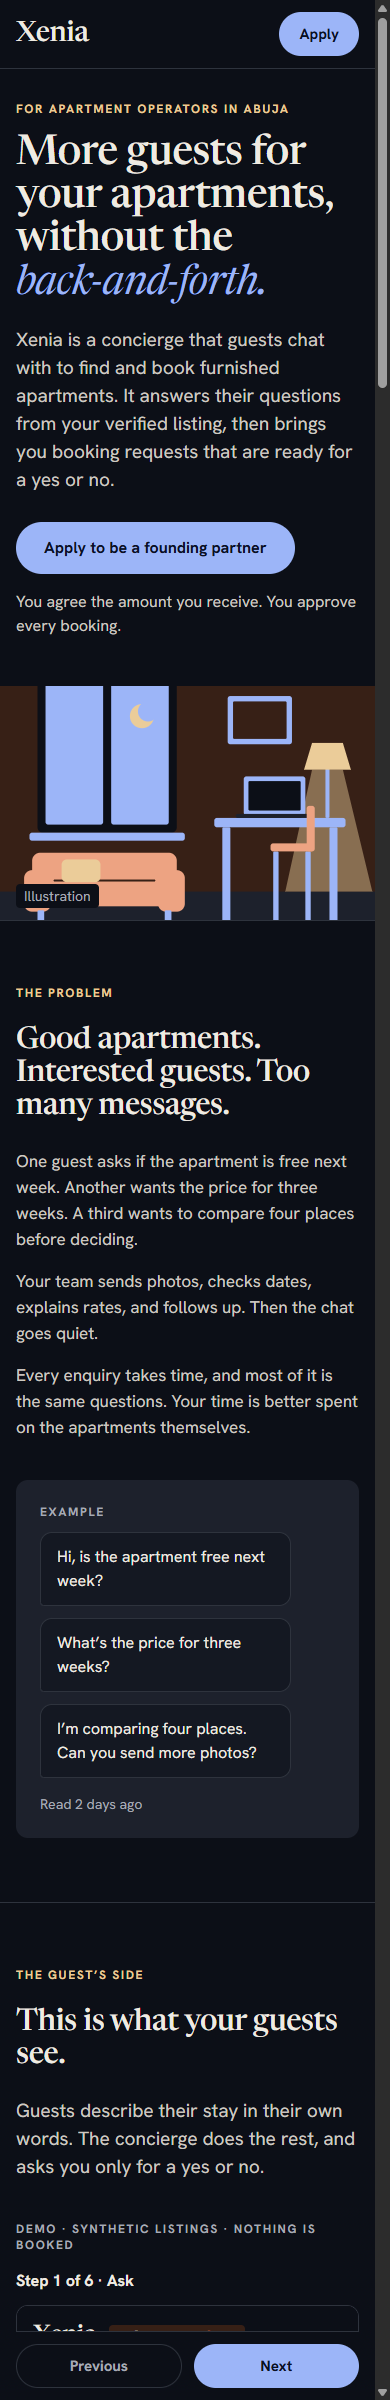 Xenia
Apply
FOR APARTMENT OPERATORS IN ABUJA
More guests for
your apartments,
without the
back-and-forth.
Xenia is a concierge that guests chat
with to find and book furnished
apartments. It answers their questions
from your verified listing, then brings
you booking requests that are ready for
a yes or no.
Apply to be a founding partner
You agree the amount you receive. You approve
every booking.
Illustration
THE PROBLEM
Good apartments.
Interested guests. Too
many messages.
One guest asks if the apartment is free next
week. Another wants the price for three
weeks. A third wants to compare four places
before deciding.
Your team sends photos, checks dates,
explains rates, and follows up. Then the chat
goes quiet.
Every enquiry takes time, and most of it is
the same questions. Your time is better spent
on the apartments themselves.
EXAMPLE
Hi, is the apartment free next
week?
What’s the price for three
weeks?
I’m comparing four places.
Can you send more photos?
Read 2 days ago
THE GUEST’S SIDE
This is what your guests
see.
Guests describe their stay in their own
words. The concierge does the rest, and
asks you only for a yes or no.
DEMO · SYNTHETIC LISTINGS · NOTHING IS
BOOKED
Step 1 of 6 · Ask
Xenia
Previous
Next